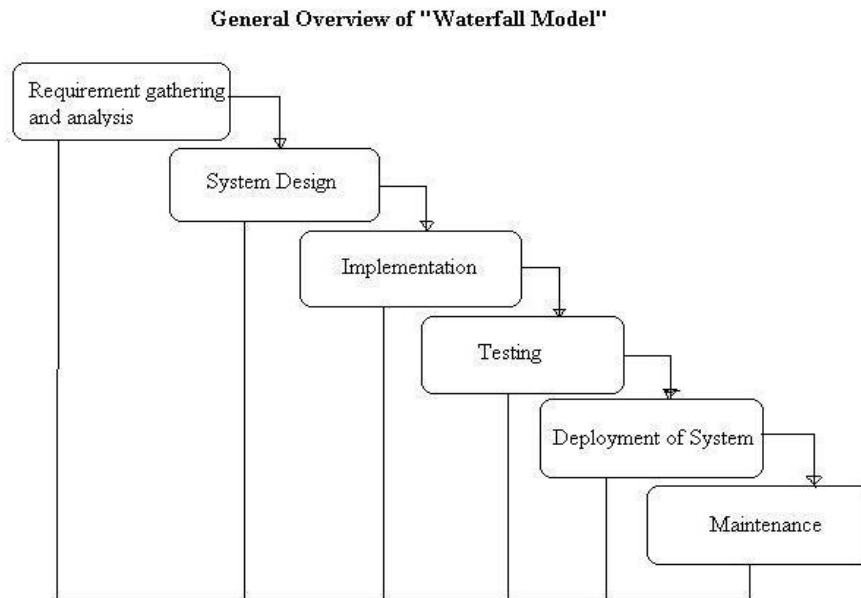 General Overview of "Waterfall Model"
Requirement gathering
and analysis
System Design
Implementation
Testing
Deployment of System
Maintenance